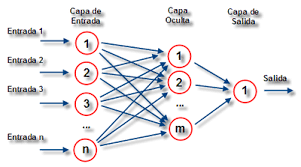 Capa de
Entrada
Capa
Oculta
Capa de
Salida
Entrada 1
Entrada 2
Entrada 3
Entrada n
1
2
3
...
n
1
2
...
m
1
Salida